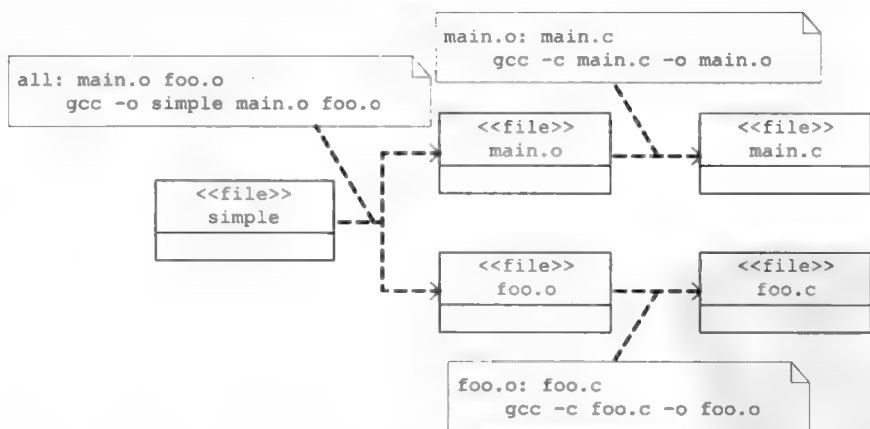 main.o: main.c
gcc -c main.c -o main.o
all: main.o foo.o
gcc -o simple main.o foo.o
<<file>>
main.o
<<file>>
main.c
<<file>>
simple
<<file>>
foo.o
<<file>>
foo.c
foo.o: foo.c
gcc -c foo.c -o foo.o